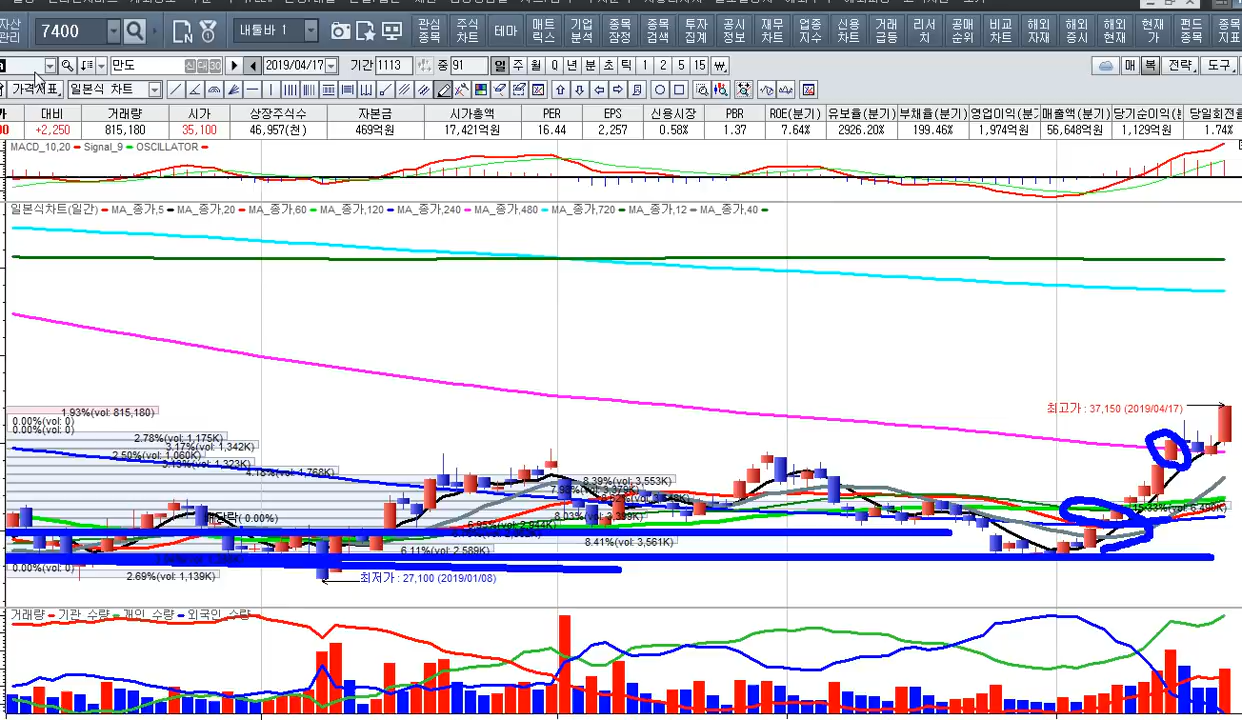 자산
관리
7400
내툴바 1
관심
종목
주식
차트
테마
매트
릭스
기업
분석
종목
잠정
종목
검색
투자
집계
공시
정보
재무
차트
업종
지수
신용
차트
거래
급등
리서
치
공매
순위
비교
차트
해외
자재
해외
증시
해외
현재
현재
가
펀드
종목
종목
지표
만도
신 대 30
2019/04/17
기간 1113
중 91
일 주 월 Q 년 분 초 틱 1 2 5 15
매 복 전략 도구
일본식 차트
대비 거래량 시가 상장주식수 자본금 시가총액 PER EPS 신용시장 PBR ROE(분기) 유보율(분기) 부채율(분기) 영업이익(분기) 매출액(분기) 당기순이익( 당일회전율
+2,250 815,180 35,100 46,957(천) 469억원 17,421억원 16.44 2,257 0.58% 1.37 7.64% 2926.20% 199.46% 1,974억원 56,648억원 1,129억원 1.74%
MACD_10,20 Signal_9 OSCILLATOR
일본식차트(일간) MA_종가,5 MA_종가,20 MA_종가,60 MA_종가,120 MA_종가,240 MA_종가,480 MA_종가,720 MA_종가,12 MA_종가,40
최고가 : 37,150 (2019/04/17)
1.93%(vol: 815,180)
0.00%(vol: 0)
0.00%(vol: 0)
2.78%(vol: 1,175K)
3.17%(vol: 1,342K)
2.50%(vol: 1,060K)
3.13%(vol: 1,323K)
4.18%(vol: 1,768K)
8.39%(vol: 3,553K)
8.03%(vol: 3,399K)
8.41%(vol: 3,561K)
6.11%(vol: 2,589K)
0.00%(vol: 0)
2.69%(vol: 1,139K)
최저가 : 27,100 (2019/01/08)
거래량 기관_수량 개인_수량 외국인_수량